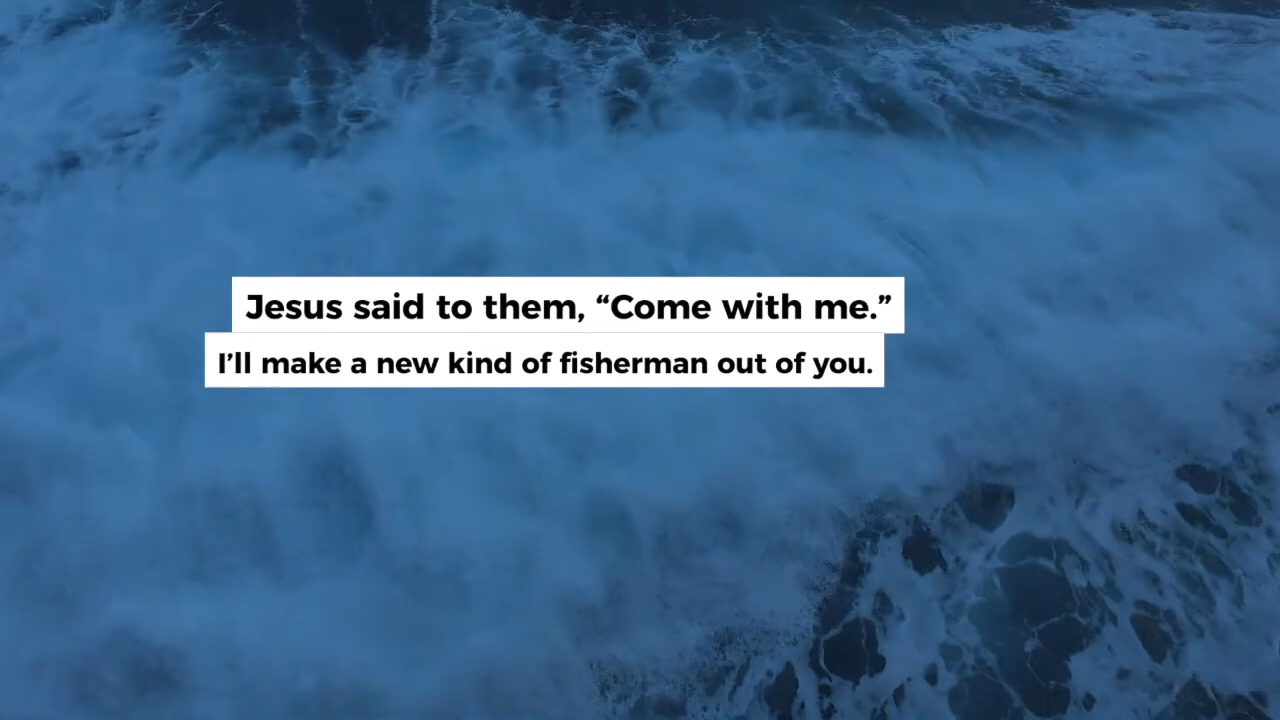 Jesus said to them, “Come with me.”
I’ll make a new kind of fisherman out of you.